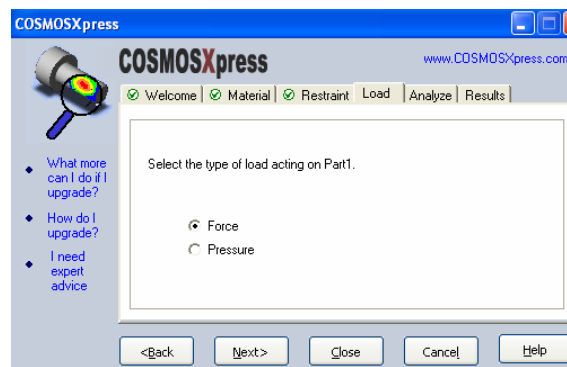 COSMOSXpress
COSMOSXpress
www.COSMOSXpress.com
Welcome Material Restraint Load Analyze Results
Select the type of load acting on Part1.
Force
Pressure
What more
can I do if I
upgrade?
How do I
upgrade?
I need
expert
advice
<Back Next> Close Cancel Help